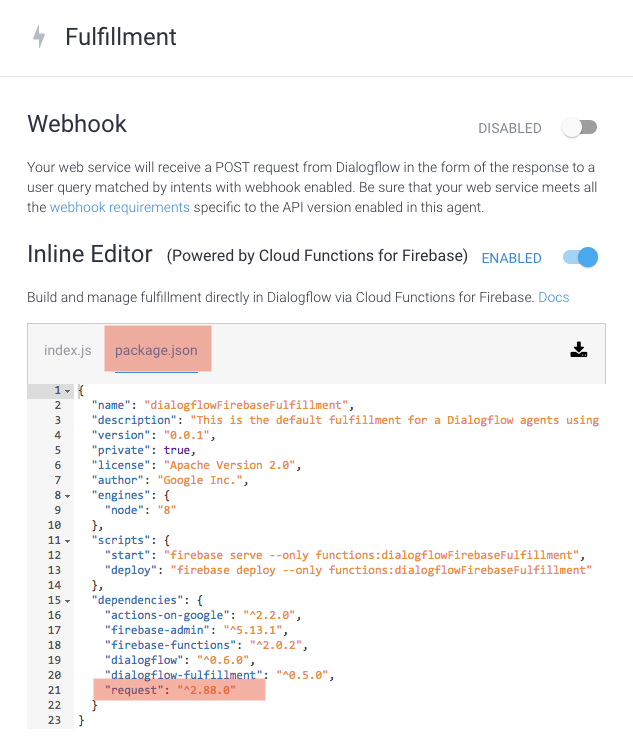 Fulfillment
Webhook
DISABLED
Your web service will receive a POST request from Dialogflow in the form of the response to a
user query matched by intents with webhook enabled. Be sure that your web service meets all
the webhook requirements specific to the API version enabled in this agent.
Inline Editor (Powered by Cloud Functions for Firebase) ENABLED
Build and manage fulfillment directly in Dialogflow via Cloud Functions for Firebase. Docs
index.js package.json
1 {
2 "name": "dialogflowFirebaseFulfillment",
3 "description": "This is the default fulfillment for a Dialogflow agents using
4 "version": "0.0.1",
5 "private": true,
6 "license": "Apache Version 2.0",
7 "author": "Google Inc.",
8 "engines": {
9 "node": "8"
10 },
11 "scripts": {
12 "start": "firebase serve --only functions:dialogflowFirebaseFulfillment",
13 "deploy": "firebase deploy --only functions:dialogflowFirebaseFulfillment"
14 },
15 "dependencies": {
16 "actions-on-google": "^2.2.0",
17 "firebase-admin": "^5.13.1",
18 "firebase-functions": "^2.0.2",
19 "dialogflow": "^0.6.0",
20 "dialogflow-fulfillment": "^0.5.0",
21 "request": "^2.88.0"
22 }
23 }